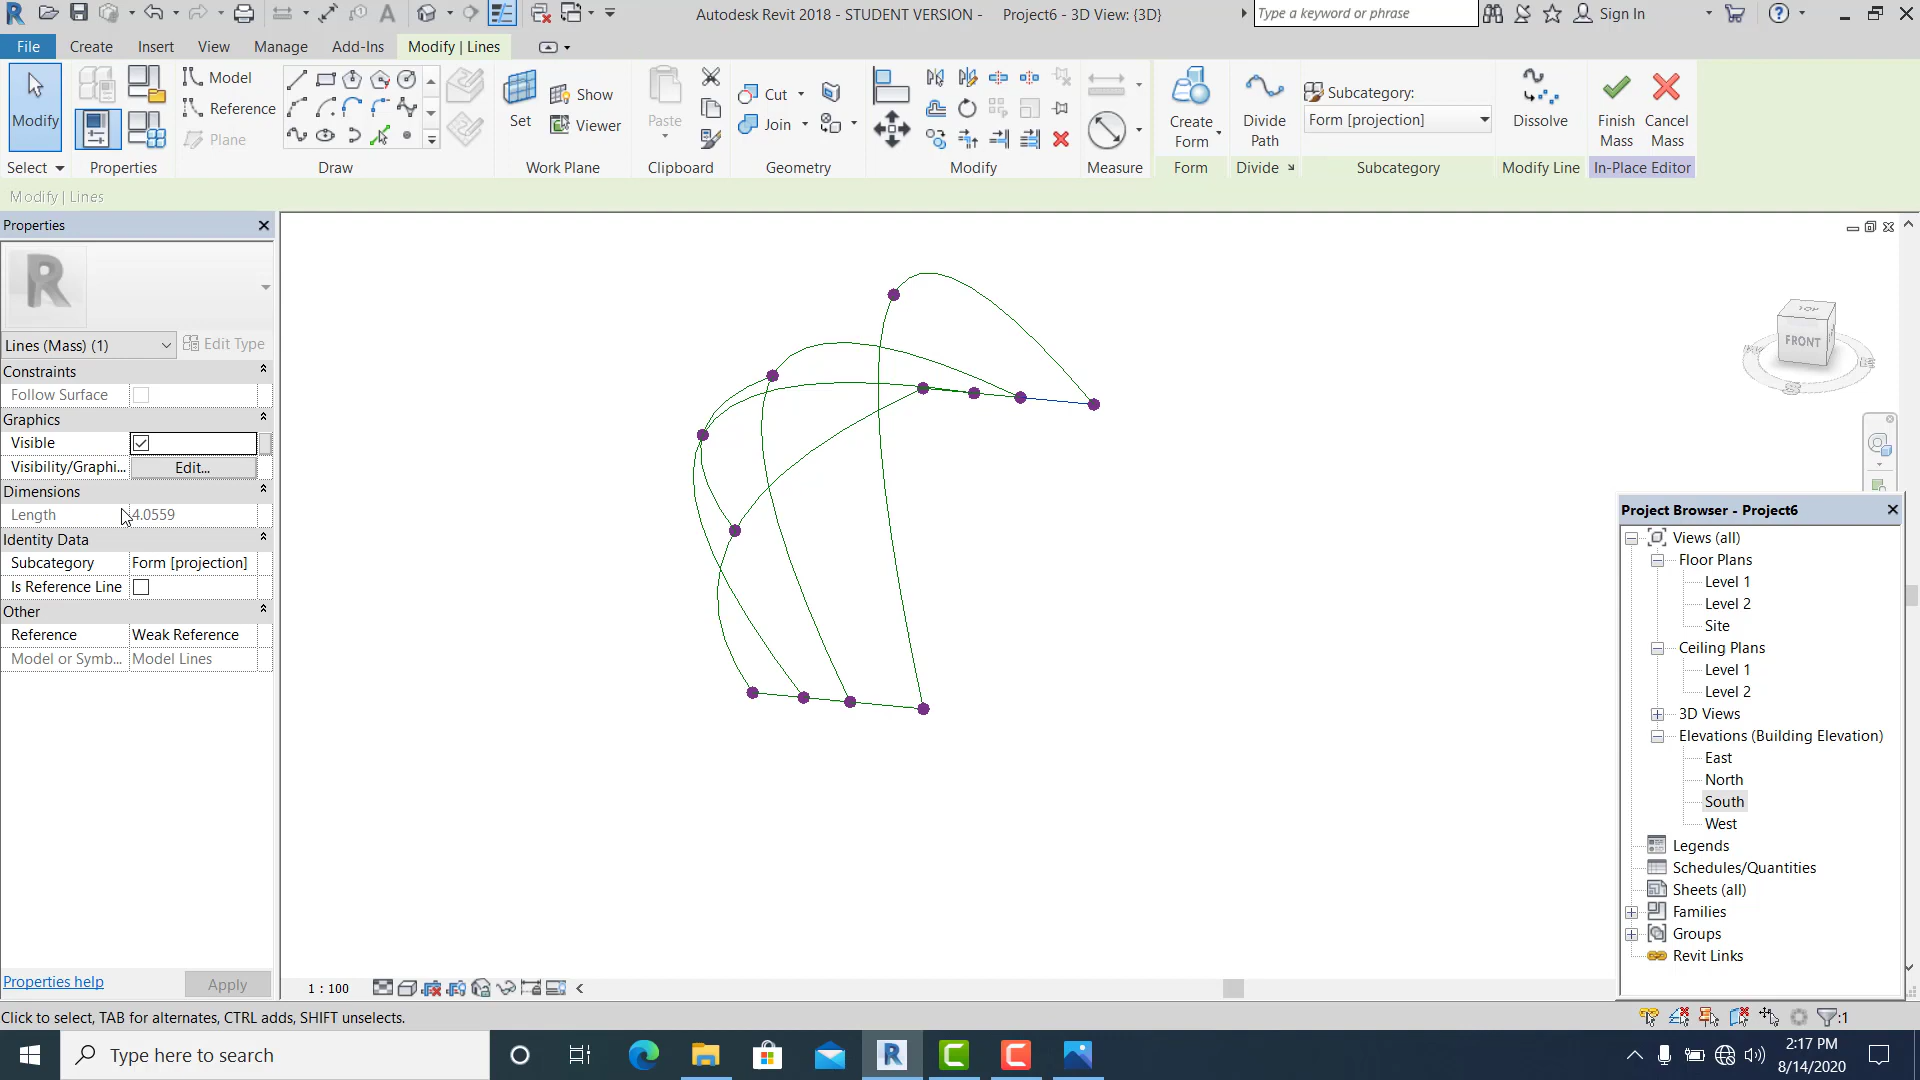 Autodesk Revit 2018 - STUDENT VERSION - Project6 - 3D View: {3D}
Type a keyword or phrase
Sign In
File Create Insert View Manage Add-Ins Modify | Lines
Modify
Model
Reference
Plane
Set
Show
Viewer
Paste
Cut
Join
Create
Form
Divide
Path
Subcategory:
Form [projection]
Dissolve
Finish
Mass
Cancel
Mass
Select Properties Draw Work Plane Clipboard Geometry Modify Measure Form Divide Subcategory Modify Line In-Place Editor
Modify | Lines
Properties
R
Lines (Mass) (1)
Edit Type
Constraints
Follow Surface
Graphics
Visible
Visibility/Graphi... Edit...
Dimensions
Length 4.0559
Identity Data
Subcategory Form [projection]
Is Reference Line
Other
Reference Weak Reference
Model or Symb... Model Lines
Properties help
Apply
TOP
FRONT
Project Browser - Project6
Views (all)
Floor Plans
Level 1
Level 2
Site
Ceiling Plans
Level 1
Level 2
3D Views
Elevations (Building Elevation)
East
North
South
West
Legends
Schedules/Quantities
Sheets (all)
Families
Groups
Revit Links
1 : 100
Click to select, TAB for alternates, CTRL adds, SHIFT unselects.
:1
Type here to search
2:17 PM
8/14/2020